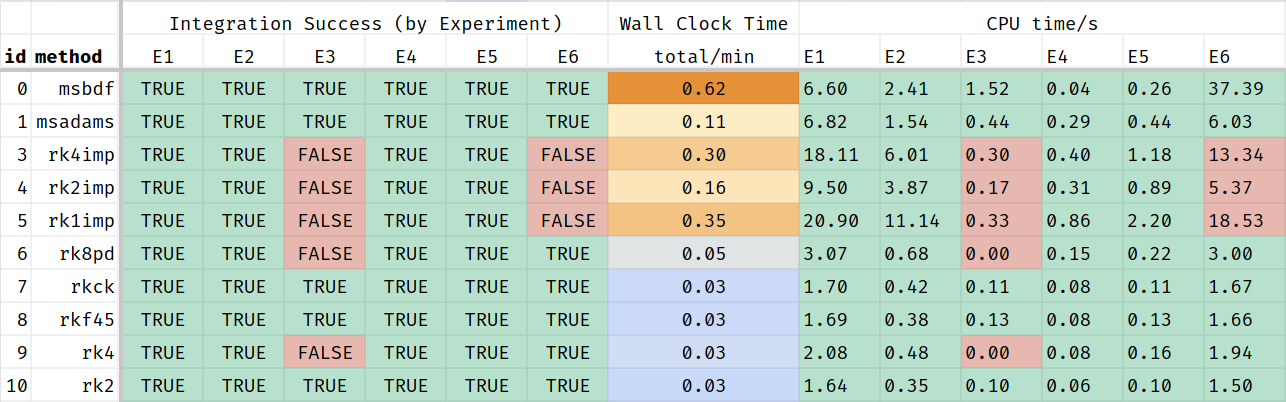 Integration Success (by Experiment) Wall Clock Time CPU time/s
id method E1 E2 E3 E4 E5 E6 total/min E1 E2 E3 E4 E5 E6
0 msbdf TRUE TRUE TRUE TRUE TRUE TRUE 0.62 6.60 2.41 1.52 0.04 0.26 37.39
1 msadams TRUE TRUE TRUE TRUE TRUE TRUE 0.11 6.82 1.54 0.44 0.29 0.44 6.03
3 rk4imp TRUE TRUE FALSE TRUE TRUE FALSE 0.30 18.11 6.01 0.30 0.40 1.18 13.34
4 rk2imp TRUE TRUE FALSE TRUE TRUE FALSE 0.16 9.50 3.87 0.17 0.31 0.89 5.37
5 rk1imp TRUE TRUE FALSE TRUE TRUE FALSE 0.35 20.90 11.14 0.33 0.86 2.20 18.53
6 rk8pd TRUE TRUE FALSE TRUE TRUE TRUE 0.05 3.07 0.68 0.00 0.15 0.22 3.00
7 rkck TRUE TRUE TRUE TRUE TRUE TRUE 0.03 1.70 0.42 0.11 0.08 0.11 1.67
8 rkf45 TRUE TRUE TRUE TRUE TRUE TRUE 0.03 1.69 0.38 0.13 0.08 0.13 1.66
9 rk4 TRUE TRUE FALSE TRUE TRUE TRUE 0.03 2.08 0.48 0.00 0.08 0.16 1.94
10 rk2 TRUE TRUE TRUE TRUE TRUE TRUE 0.03 1.64 0.35 0.10 0.06 0.10 1.50